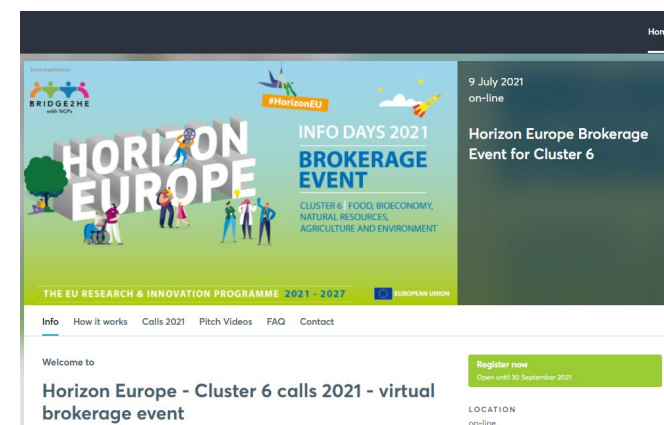 Hom
Event organised by:
BRIDGE2HE
with NCPs
#HorizonEU
HORIZON
EUROPE
INFO DAYS 2021
BROKERAGE
EVENT
CLUSTER 6 | FOOD, BIOECONOMY,
NATURAL RESOURCES,
AGRICULTURE AND ENVIRONMENT
THE EU RESEARCH & INNOVATION PROGRAMME 2021 - 2027
EUROPEAN UNION
9 July 2021
on-line
Horizon Europe Brokerage
Event for Cluster 6
Info How it works Calls 2021 Pitch Videos FAQ Contact
Welcome to
Horizon Europe - Cluster 6 calls 2021 - virtual
brokerage event
Register now
Open until 30 September 2021
LOCATION
on-line